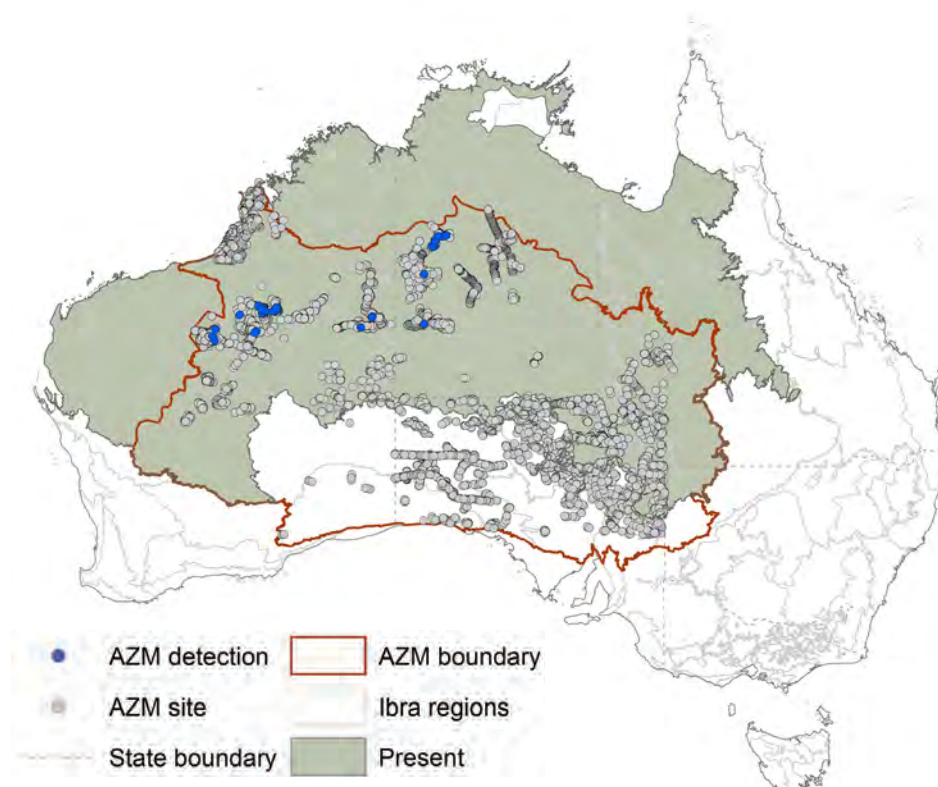 AZM detection
AZM boundary
AZM site
Ibra regions
State boundary
Present